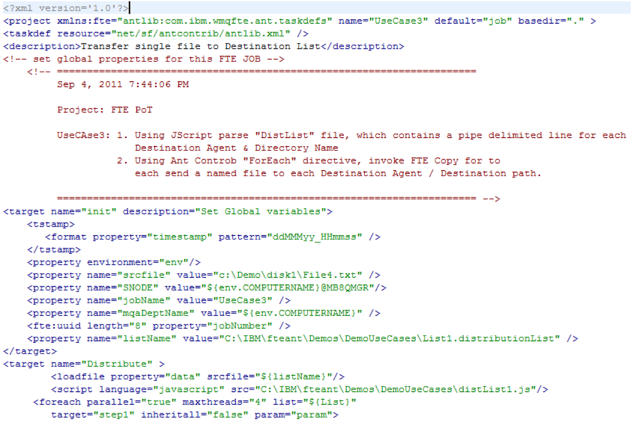 <?xml version='1.0'?>
<project xmlns:fte="antlib:com.ibm.wmqfte.ant.taskdefs" name="UseCase3" default="job" basedir="." >
<taskdef resource="net/sf/antcontrib/antlib.xml" />
<description>Transfer single file to Destination List</description>
<!-- set global properties for this FTE JOB -->
<!-- ======================================================================
Sep 4, 2011 7:44:06 PM
Project: FTE PoT
UseCAse3: 1. Using JScript parse "DistList" file, which contains a pipe delimited line for each
Destination Agent & Directory Name
2. Using Ant Controb "ForEach" directive, invoke FTE Copy for to
each send a named file to each Destination Agent / Destination path.
====================================================================== -->
<target name="init" description="Set Global variables">
<tstamp>
<format property="timestamp" pattern="ddMMMyy_HHmmss" />
</tstamp>
<property environment="env"/>
<property name="srcfile" value="c:\Demo\disk1\File4.txt" />
<property name="SNODE" value="${env.COMPUTERNAME}@MB8QMGR"/>
<property name="jobName" value="UseCase3" />
<property name="mqaDeptName" value="${env.COMPUTERNAME}" />
<fte:uuid length="8" property="jobNumber" />
<property name="listName" value="C:\IBM\fteant\Demos\DemoUseCases\List1.distributionList" />
</target>
<target name="Distribute" >
<loadfile property="data" srcfile="${listName}"/>
<script language="javascript" src="C:\IBM\fteant\Demos\DemoUseCases\distList1.js"/>
<foreach parallel="true" maxthreads="4" list="${List}"
target="step1" inheritall="false" param="param">